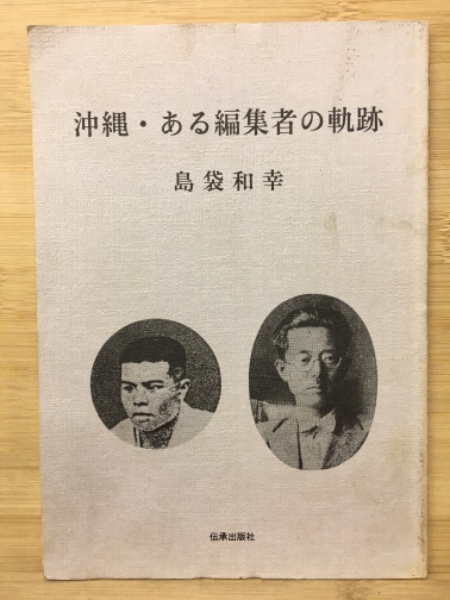 沖縄・ある編集者の軌跡
島袋和幸
伝承出版社